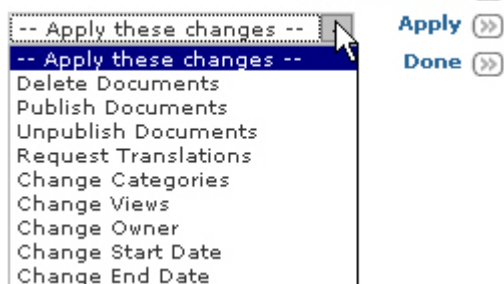 -- Apply these changes -- Apply
-- Apply these changes -- Done
Delete Documents
Publish Documents
Unpublish Documents
Request Translations
Change Categories
Change Views
Change Owner
Change Start Date
Change End Date